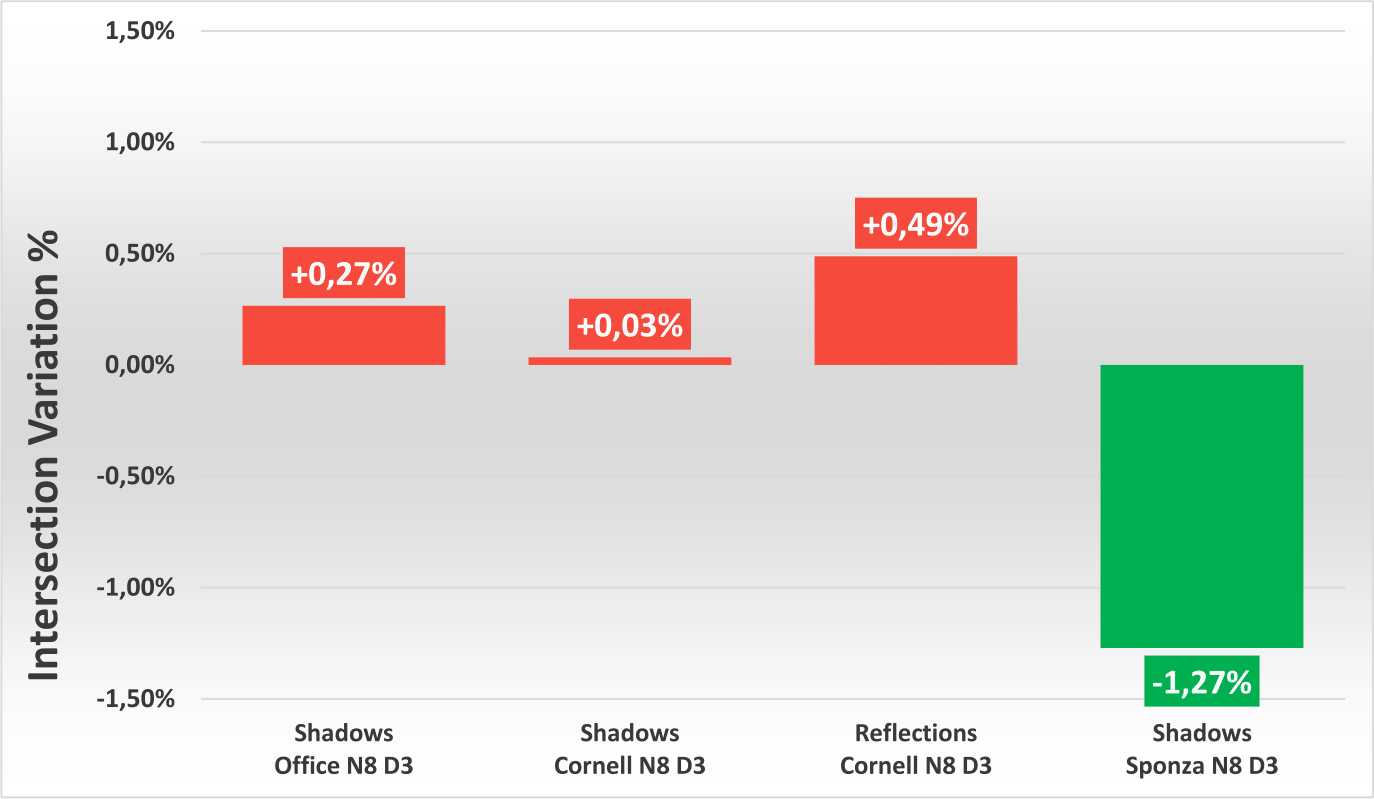 1,50%
1,00%
0,50%
0,00%
-0,50%
-1,00%
-1,50%
Intersection Variation %
+0,27%
+0,03%
+0,49%
-1,27%
Shadows
Office N8 D3
Shadows
Cornell N8 D3
Reflections
Cornell N8 D3
Shadows
Sponza N8 D3